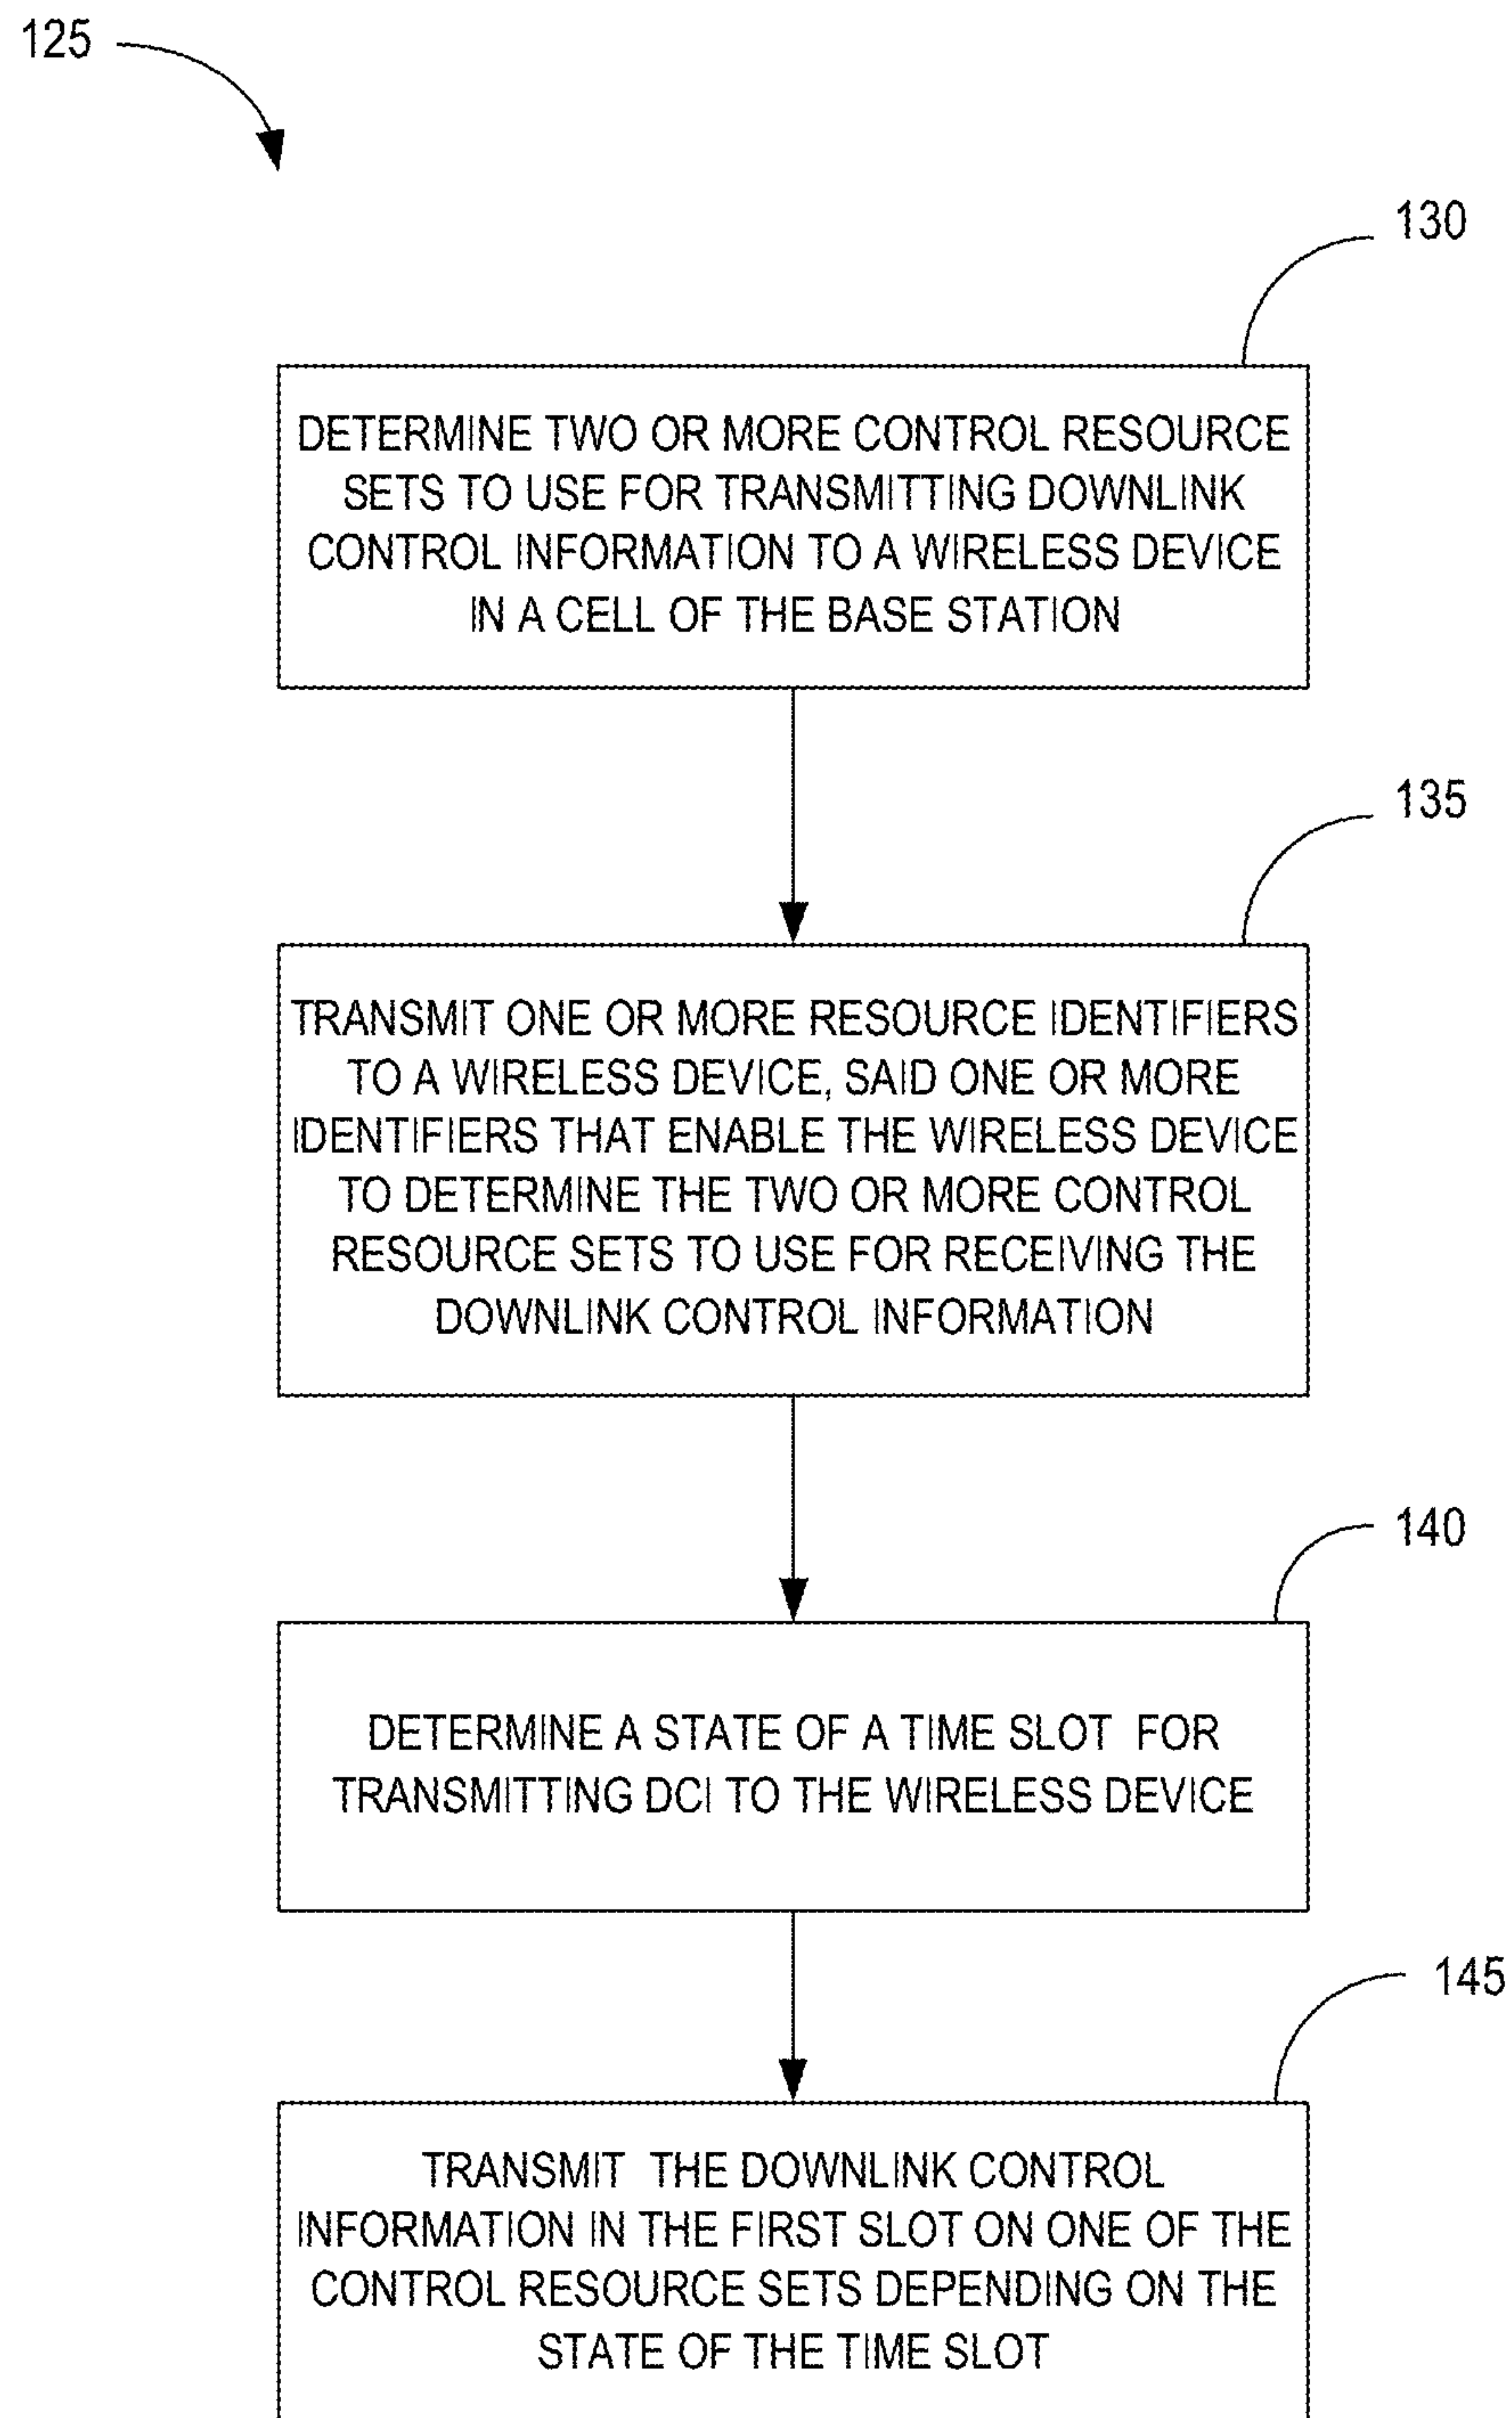 125
130
DETERMINE TWO OR MORE CONTROL RESOURCE
SETS TO USE FOR TRANSMITTING DOWNLINK
CONTROL INFORMATION TO A WIRELESS DEVICE
IN A CELL OF THE BASE STATION
135
TRANSMIT ONE OR MORE RESOURCE IDENTIFIERS
TO A WIRELESS DEVICE, SAID ONE OR MORE
IDENTIFIERS THAT ENABLE THE WIRELESS DEVICE
TO DETERMINE THE TWO OR MORE CONTROL
RESOURCE SETS TO USE FOR RECEIVING THE
DOWNLINK CONTROL INFORMATION
140
DETERMINE A STATE OF A TIME SLOT FOR
TRANSMITTING DCI TO THE WIRELESS DEVICE
145
TRANSMIT THE DOWNLINK CONTROL
INFORMATION IN THE FIRST SLOT ON ONE OF THE
CONTROL RESOURCE SETS DEPENDING ON THE
STATE OF THE TIME SLOT